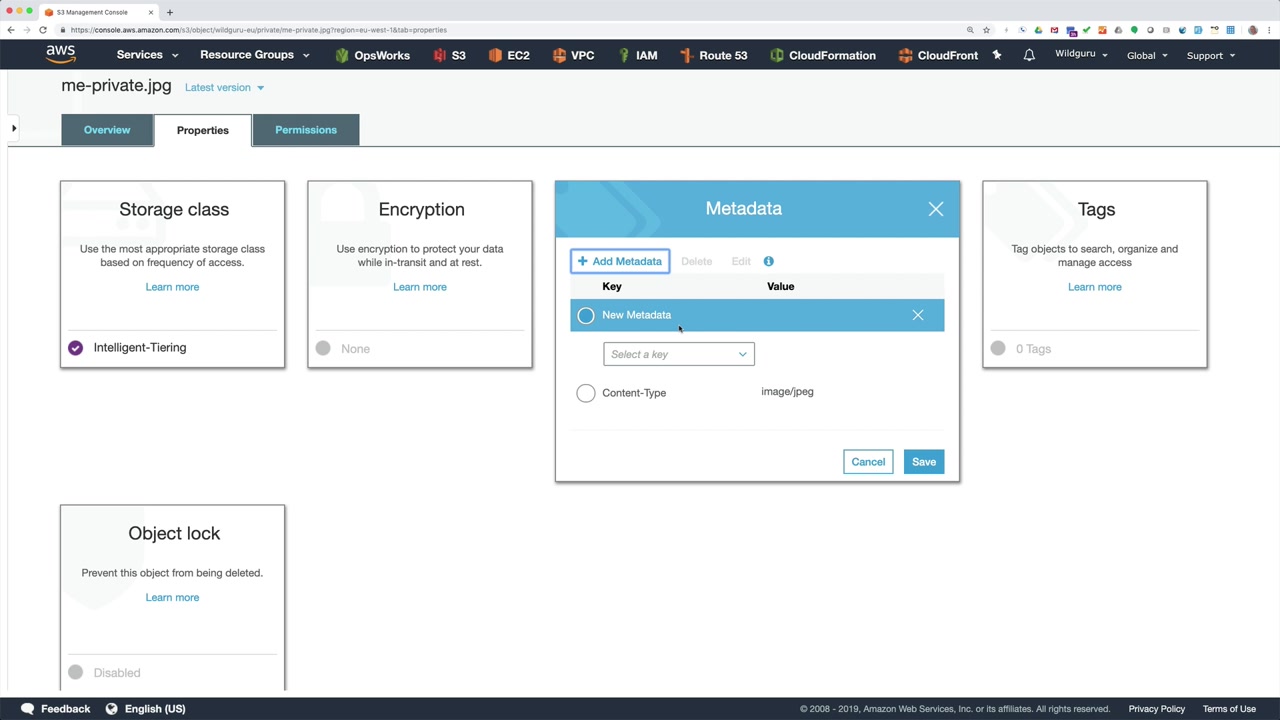 S3 Management Console
https://console.aws.amazon.com/s3/object/wildguru-eu/private/me-private.jpg?region=eu-west-1&tab=properties
aws Services Resource Groups OpsWorks S3 EC2 VPC IAM Route 53 CloudFormation CloudFront Wildguru Global Support
me-private.jpg Latest version
Overview Properties Permissions
Storage class
Use the most appropriate storage class
based on frequency of access.
Learn more
Intelligent-Tiering
Encryption
Use encryption to protect your data
while in-transit and at rest.
Learn more
None
Metadata
+ Add Metadata Delete Edit
Key Value
New Metadata
Select a key
Content-Type image/jpeg
Cancel Save
Tags
Tag objects to search, organize and
manage access
Learn more
0 Tags
Object lock
Prevent this object from being deleted.
Learn more
Disabled
Feedback English (US) © 2008 - 2019, Amazon Web Services, Inc. or its affiliates. All rights reserved. Privacy Policy Terms of Use